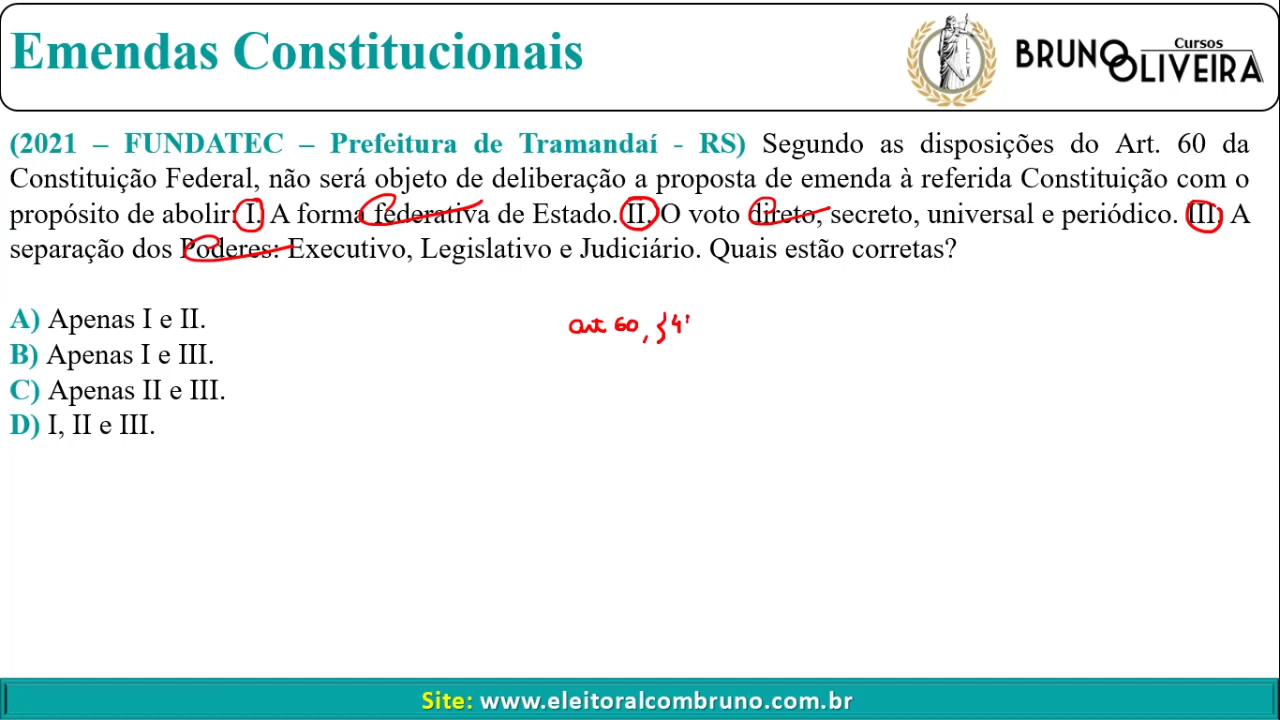 Emendas Constitucionais
Cursos
BRUNO
OLIVEIRA
LEX
(2021 – FUNDATEC – Prefeitura de Tramandaí - RS) Segundo as disposições do Art. 60 da
Constituição Federal, não será objeto de deliberação a proposta de emenda à referida Constituição com o
propósito de abolir: I. A forma federativa de Estado. II. O voto direto, secreto, universal e periódico. III. A
separação dos Poderes: Executivo, Legislativo e Judiciário. Quais estão corretas?
A) Apenas I e II.
art 60, § 4º
B) Apenas I e III.
C) Apenas II e III.
D) I, II e III.
Site: www.eleitoralcombruno.com.br